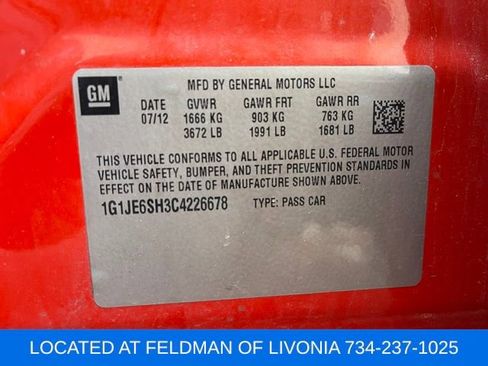 GM
MFD BY GENERAL MOTORS LLC
DATE GVWR GAWR FRT GAWR RR
07/12 1666 KG 903 KG 763 KG
3672 LB 1991 LB 1681 LB
THIS VEHICLE CONFORMS TO ALL APPLICABLE U.S. FEDERAL MOTOR
VEHICLE SAFETY, BUMPER, AND THEFT PREVENTION STANDARDS IN
EFFECT ON THE DATE OF MANUFACTURE SHOWN ABOVE.
1G1JE6SH3C4226678 TYPE: PASS CAR
LOCATED AT FELDMAN OF LIVONIA 734-237-1025